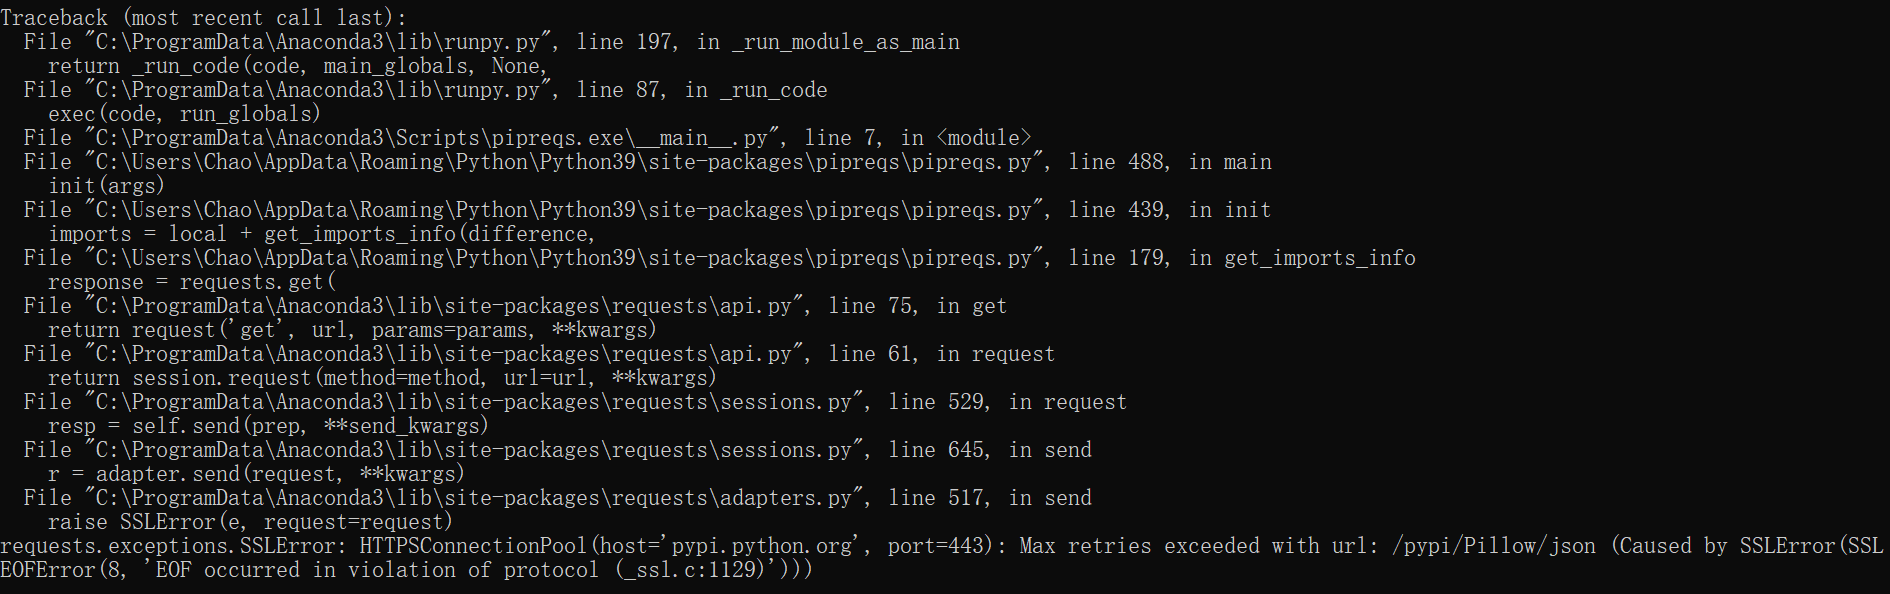 Traceback (most recent call last):
  File "C:\ProgramData\Anaconda3\lib\runpy.py", line 197, in _run_module_as_main
    return _run_code(code, main_globals, None,
  File "C:\ProgramData\Anaconda3\lib\runpy.py", line 87, in _run_code
    exec(code, run_globals)
  File "C:\ProgramData\Anaconda3\Scripts\pipreqs.exe\__main__.py", line 7, in <module>
  File "C:\Users\Chao\AppData\Roaming\Python\Python39\site-packages\pipreqs\pipreqs.py", line 488, in main
    init(args)
  File "C:\Users\Chao\AppData\Roaming\Python\Python39\site-packages\pipreqs\pipreqs.py", line 439, in init
    imports = local + get_imports_info(difference,
  File "C:\Users\Chao\AppData\Roaming\Python\Python39\site-packages\pipreqs\pipreqs.py", line 179, in get_imports_info
    response = requests.get(
  File "C:\ProgramData\Anaconda3\lib\site-packages\requests\api.py", line 75, in get
    return request('get', url, params=params, **kwargs)
  File "C:\ProgramData\Anaconda3\lib\site-packages\requests\api.py", line 61, in request
    return session.request(method=method, url=url, **kwargs)
  File "C:\ProgramData\Anaconda3\lib\site-packages\requests\sessions.py", line 529, in request
    resp = self.send(prep, **send_kwargs)
  File "C:\ProgramData\Anaconda3\lib\site-packages\requests\sessions.py", line 645, in send
    r = adapter.send(request, **kwargs)
  File "C:\ProgramData\Anaconda3\lib\site-packages\requests\adapters.py", line 517, in send
    raise SSLError(e, request=request)
requests.exceptions.SSLError: HTTPSConnectionPool(host='pypi.python.org', port=443): Max retries exceeded with url: /pypi/Pillow/json (Caused by SSLError(SSL
EOFError(8, 'EOF occurred in violation of protocol (_ssl.c:1129)')))